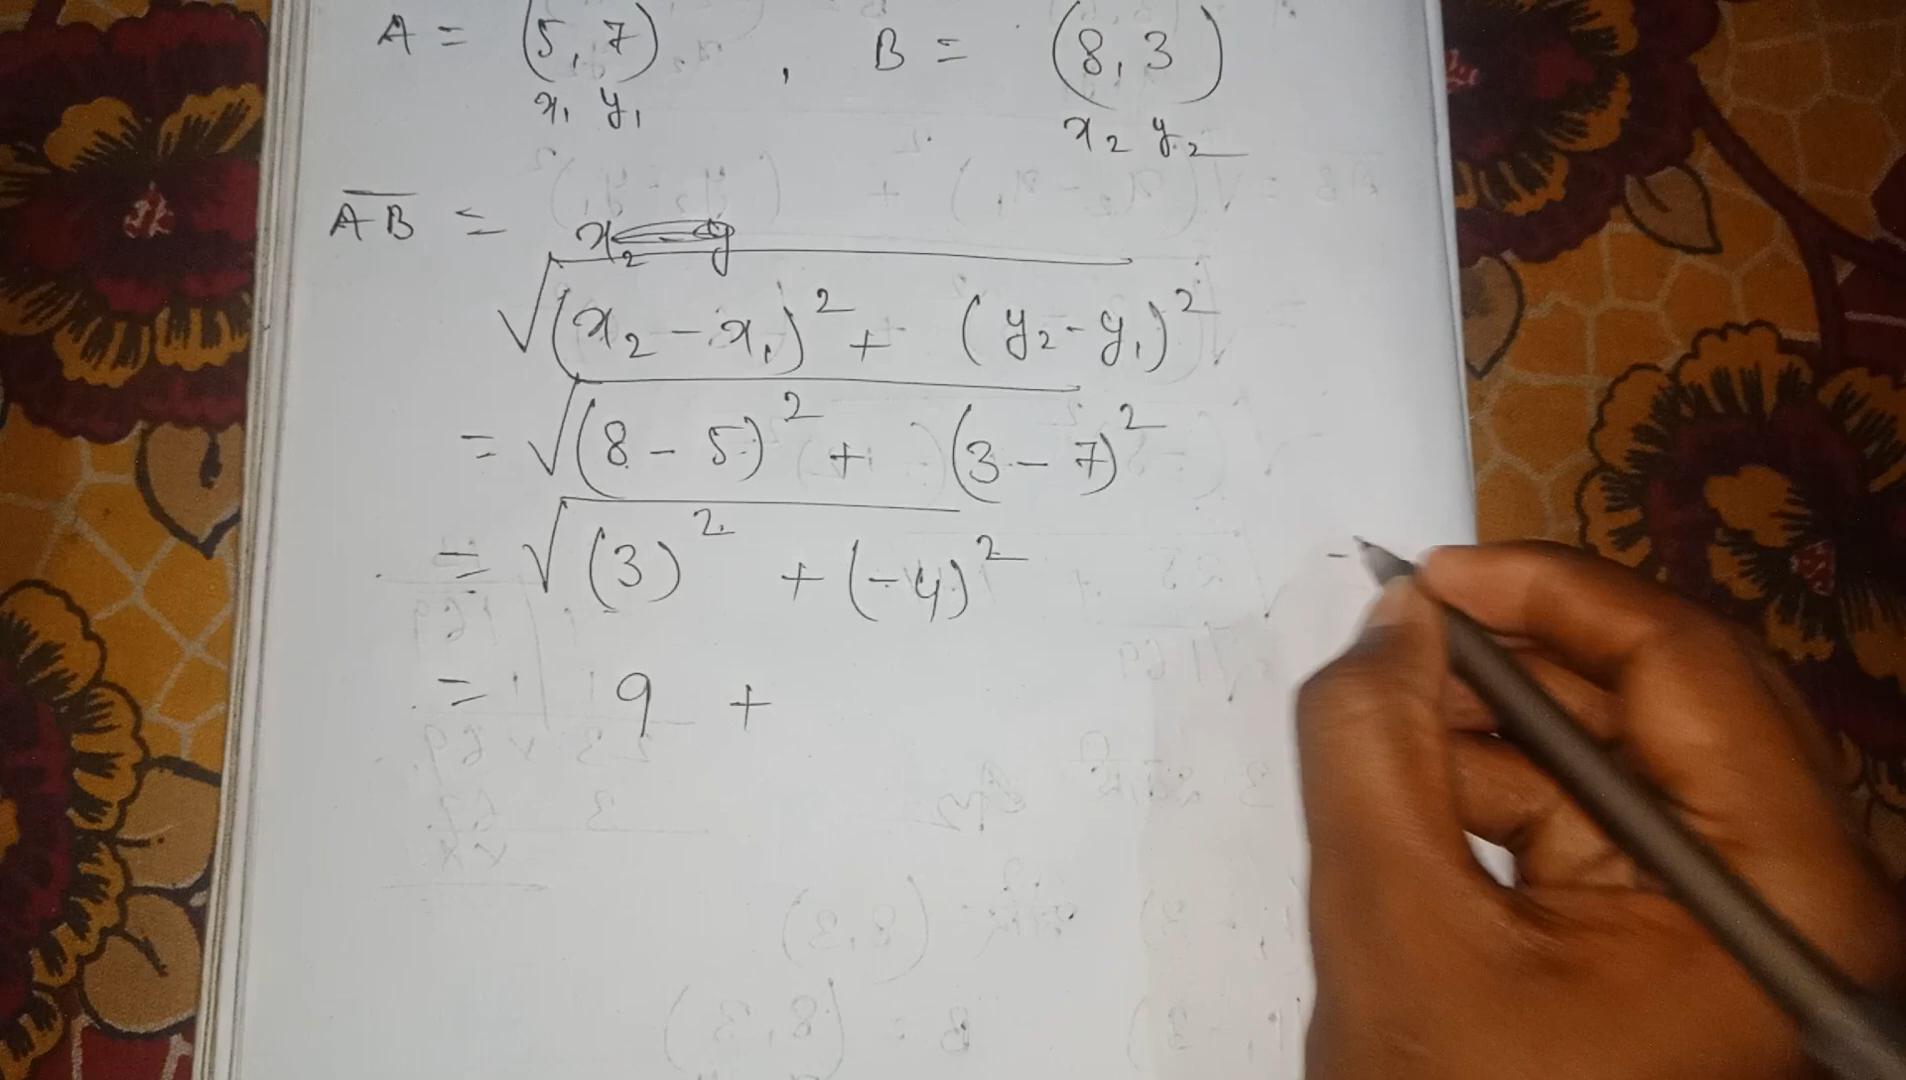 A = (5, 7) , B = (8, 3)
x₁ y₁ x₂ y₂
AB =
√(x₂ - x₁)² + (y₂ - y₁)²
= √(8 - 5)² + (3 - 7)²
= √(3)² + (-4)²
= 9 +
-